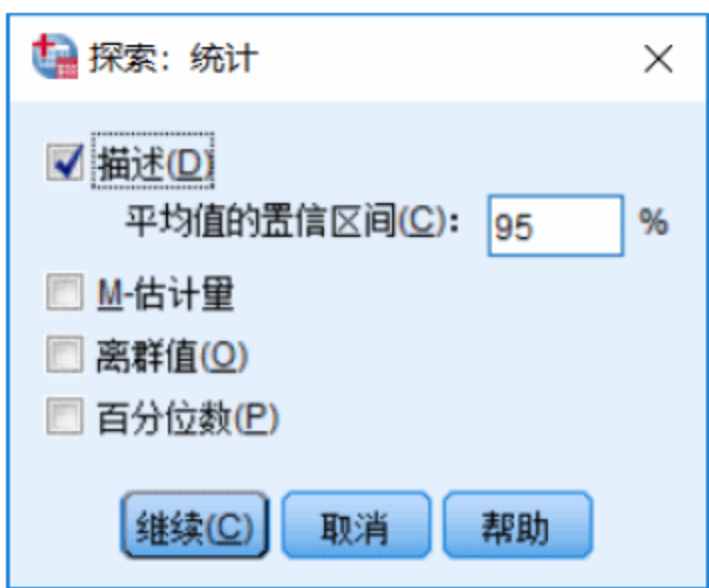 探索：统计
描述(D)
平均值的置信区间(C)： 95 %
M-估计量
离群值(O)
百分位数(P)
继续(C) 取消 帮助